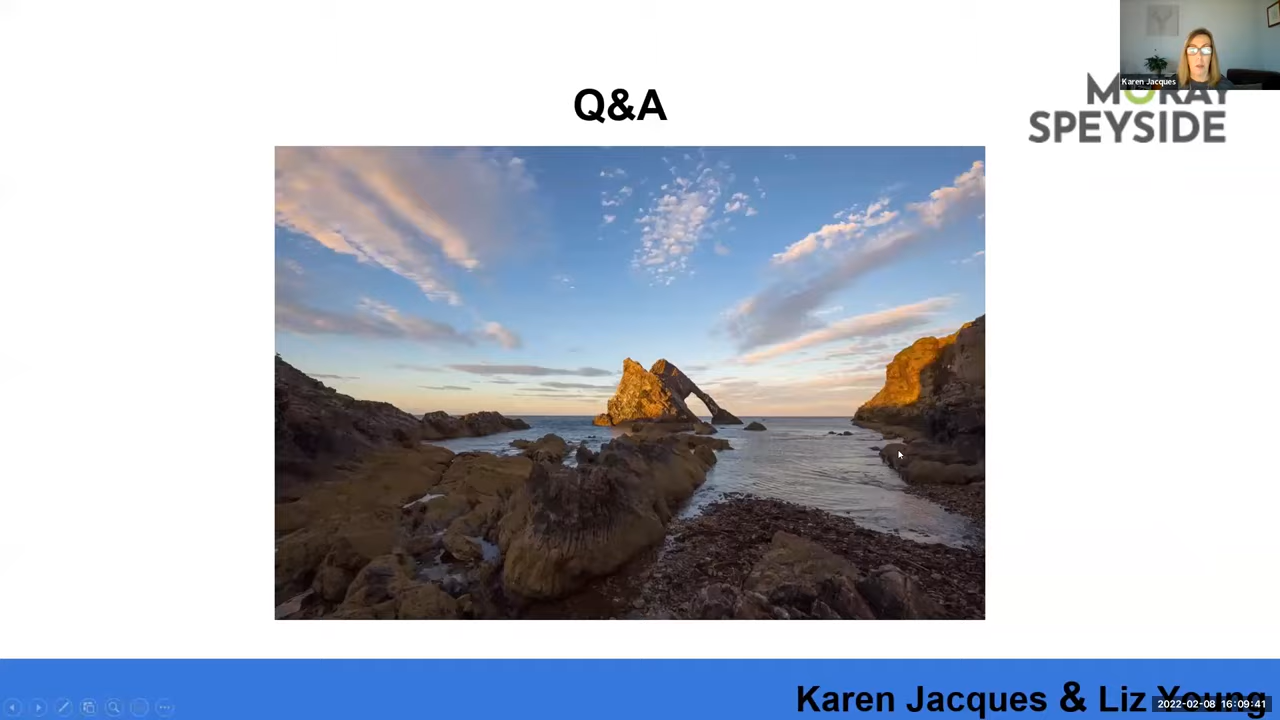 Karen Jacques
Q&A
MORAY
SPEYSIDE
Karen Jacques & Liz Young
2022-02-08 16:09:41